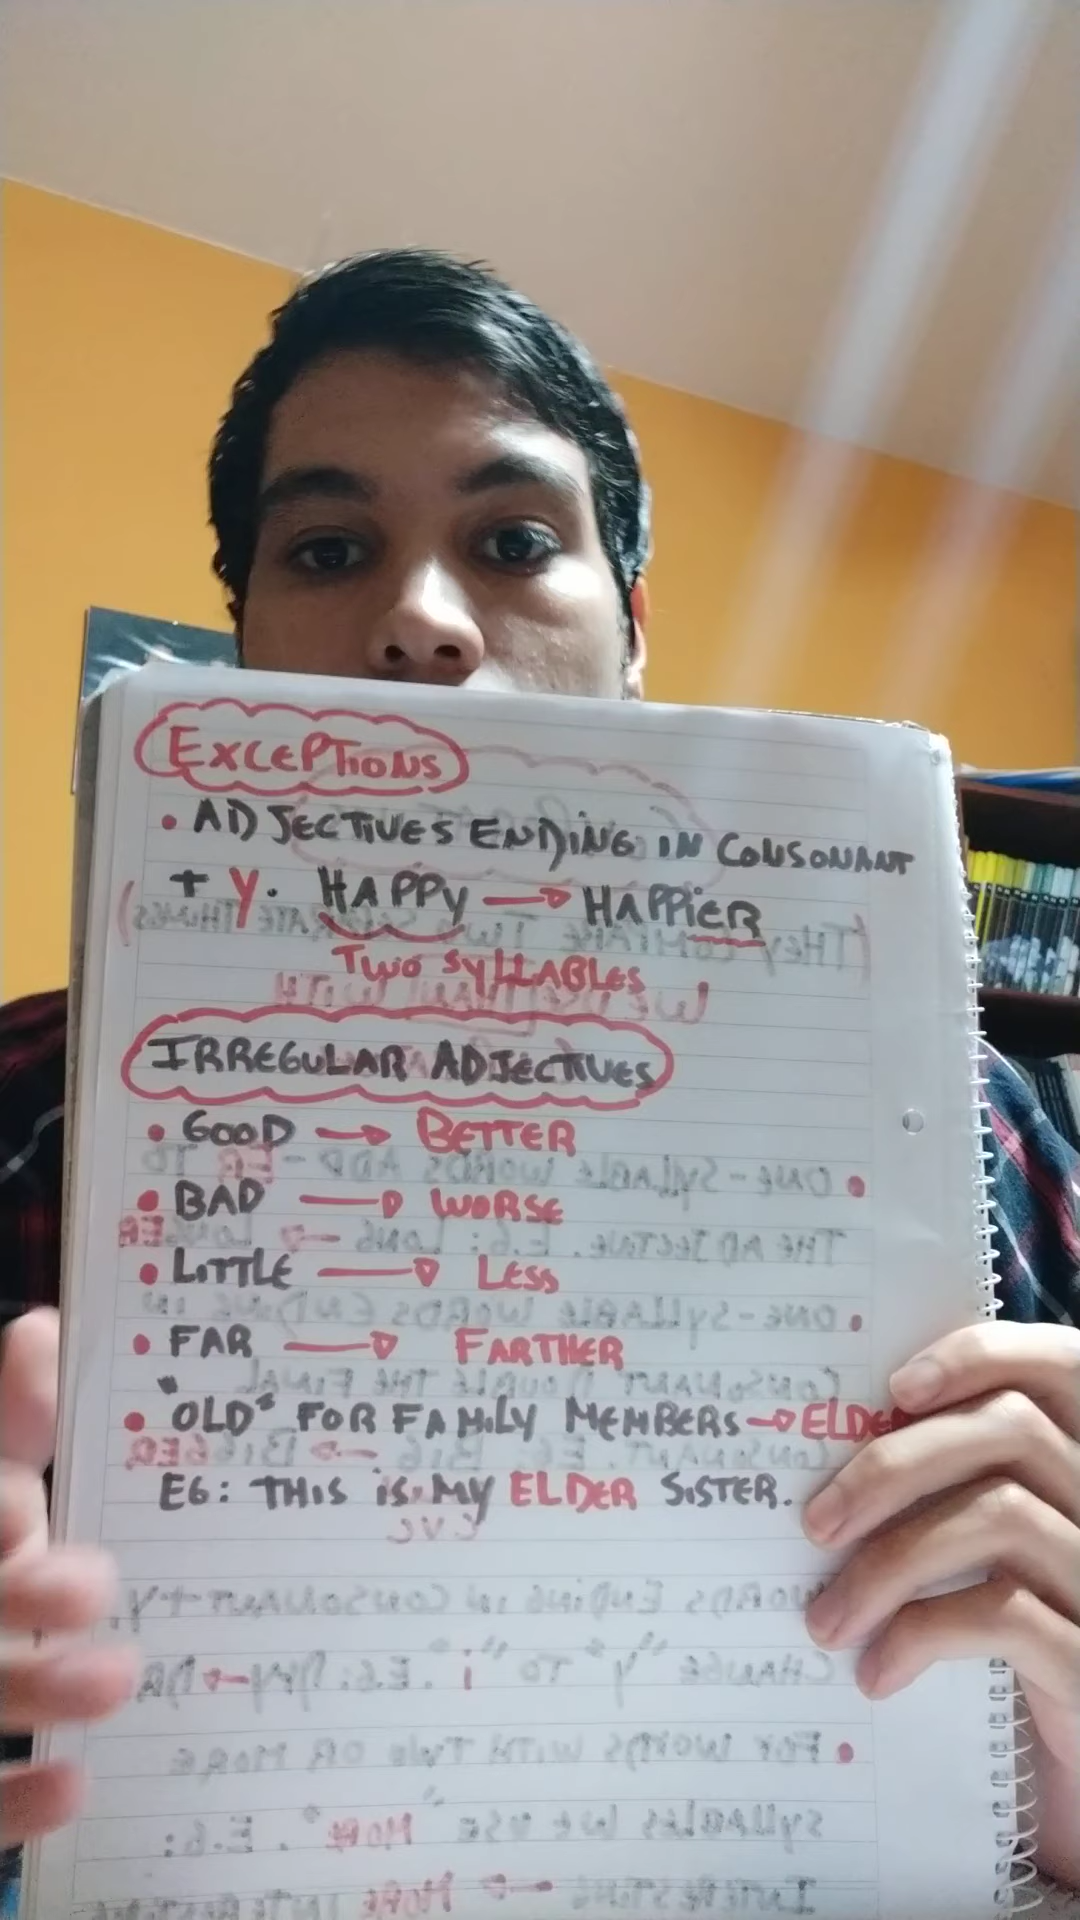 EXCEPTIONS
• ADJECTIVES ENDING IN CONSONANT
+ Y. HAPPY → HAPPIER
TWO SYLLABLES
IRREGULAR ADJECTIVES
• GOOD → BETTER
• BAD → WORSE
• LITTLE → LESS
• FAR → FARTHER
• "OLD" FOR FAMILY MEMBERS → ELDER
EG: THIS IS MY ELDER SISTER.